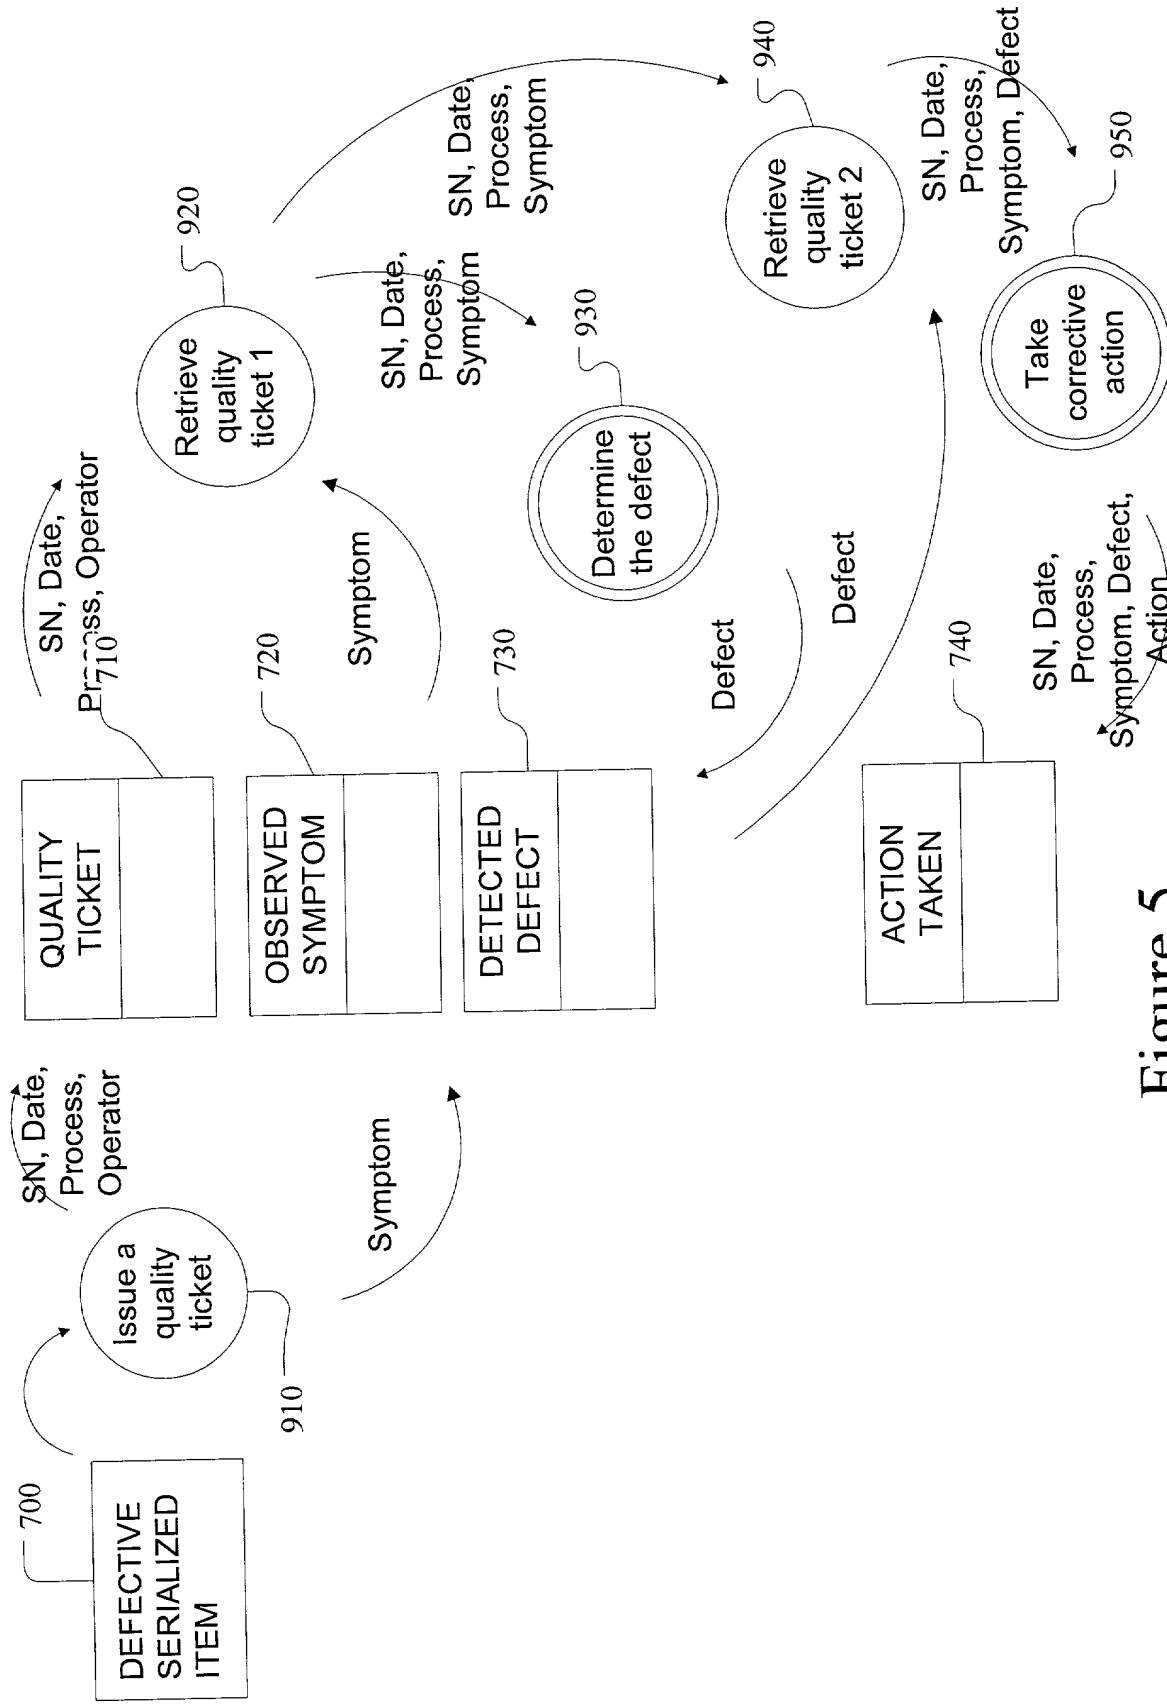 700
DEFECTIVE
SERIALIZED
ITEM
Issue a
quality
ticket
910
SN, Date,
Process,
Operator
Symptom
QUALITY
TICKET
710
OBSERVED
SYMPTOM
720
DETECTED
DEFECT
730
ACTION
TAKEN
740
SN, Date,
Process, Operator
Symptom
Defect
Defect
SN, Date,
Process,
Symptom, Defect,
Action
Retrieve
quality
ticket 1
920
SN, Date,
Process,
Symptom
Determine
the defect
930
SN, Date,
Process,
Symptom
Retrieve
quality
ticket 2
940
SN, Date,
Process,
Symptom, Defect
Take
corrective
action
950
Figure 5